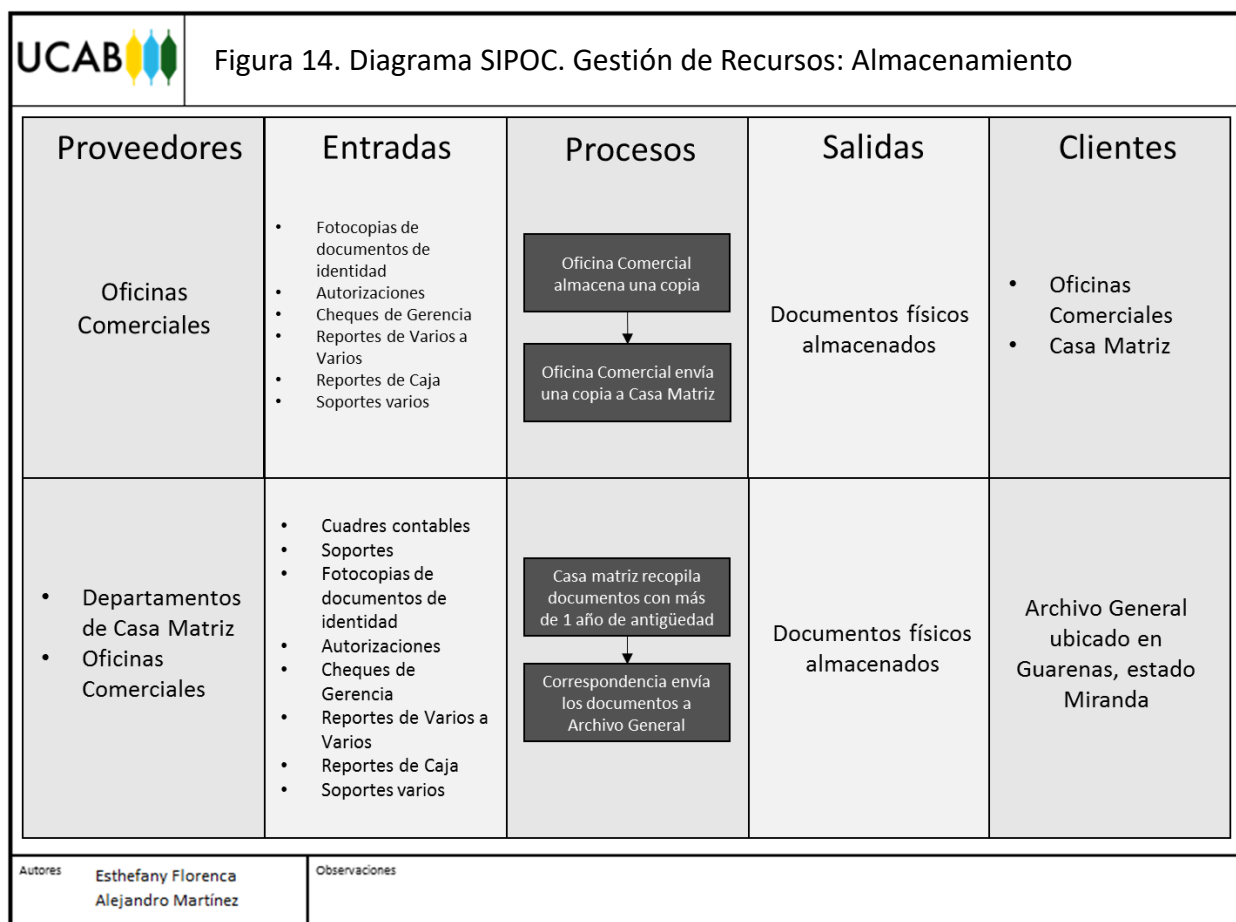 UCAB
Figura 14. Diagrama SIPOC. Gestión de Recursos: Almacenamiento
Proveedores
Entradas
Procesos
Salidas
Clientes
Oficinas
Comerciales
• Fotocopias de
documentos de
identidad
• Autorizaciones
• Cheques de Gerencia
• Reportes de Varios a
Varios
• Reportes de Caja
• Soportes varios
Oficina Comercial
almacena una copia
Oficina Comercial envía
una copia a Casa Matriz
Documentos físicos
almacenados
• Oficinas
Comerciales
• Casa Matriz
• Departamentos
de Casa Matriz
• Oficinas
Comerciales
• Cuadres contables
• Soportes
• Fotocopias de
documentos de
identidad
• Autorizaciones
• Cheques de
Gerencia
• Reportes de Varios a
Varios
• Reportes de Caja
• Soportes varios
Casa matriz recopila
documentos con más
de 1 año de antigüedad
Correspondencia envía
los documentos a
Archivo General
Documentos físicos
almacenados
Archivo General
ubicado en
Guarenas, estado
Miranda
Autores
Esthefany Florenca
Alejandro Martínez
Observaciones